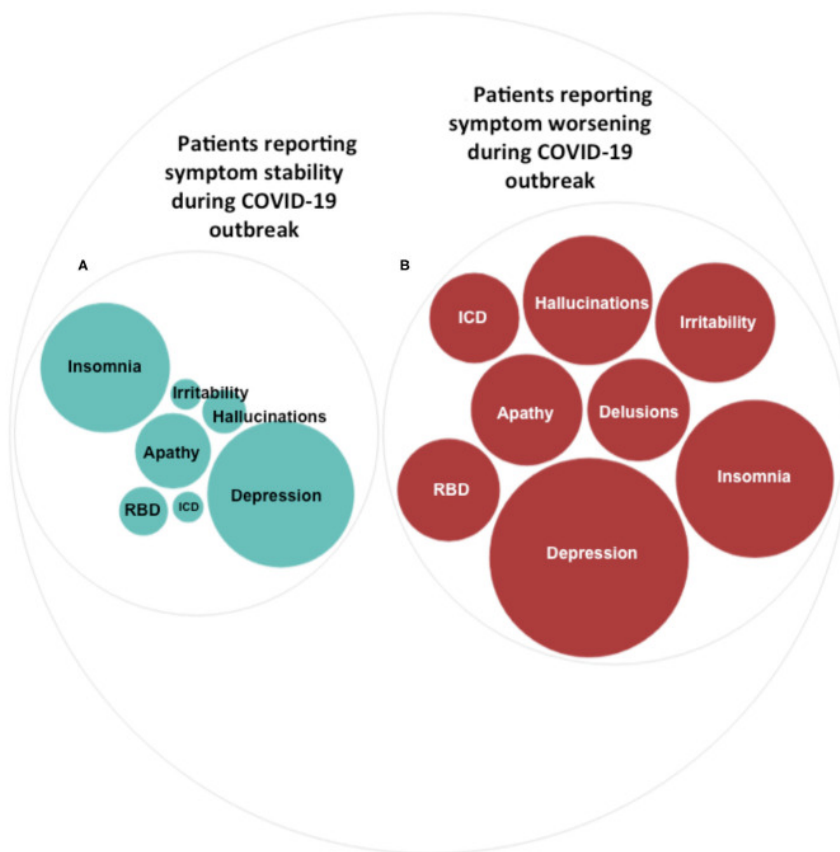 Patients reporting
symptom stability
during COVID-19
outbreak
A
Insomnia
Irritability
Hallucinations
Apathy
Depression
RBD
ICD
Patients reporting
symptom worsening
during COVID-19
outbreak
B
ICD
Hallucinations
Irritability
Apathy
Delusions
RBD
Insomnia
Depression